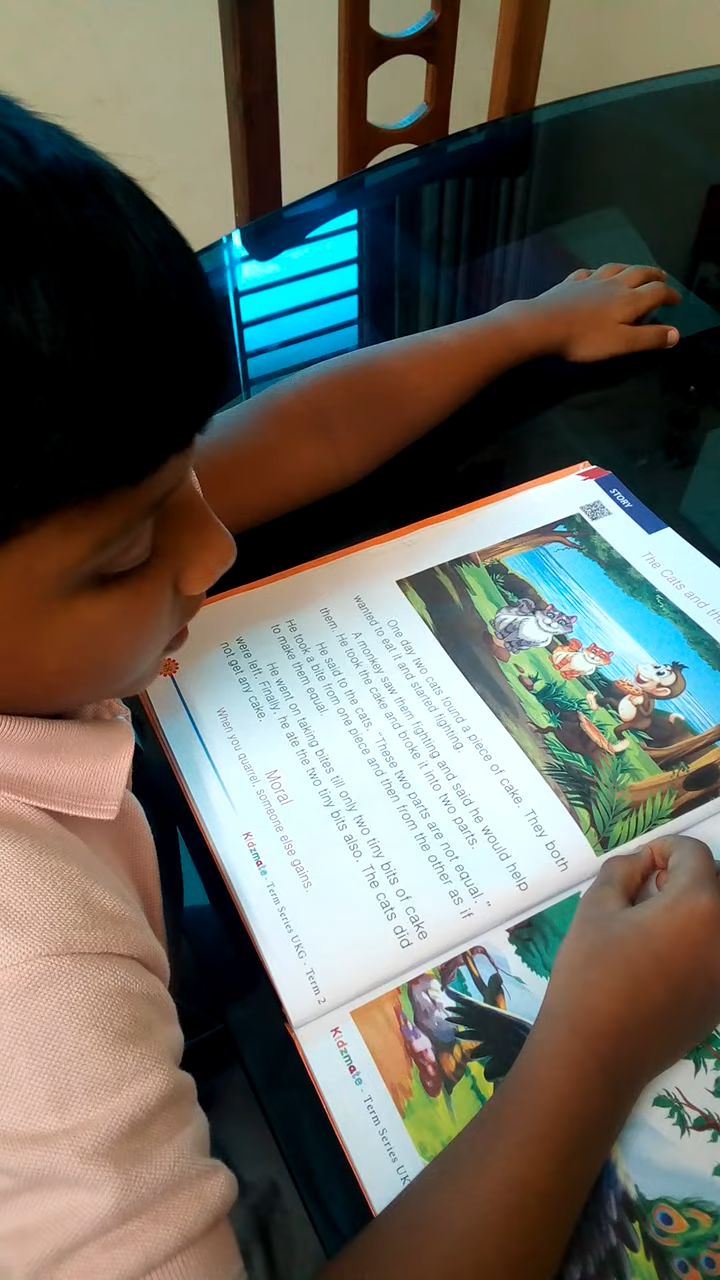 STORY
The Cats and the
One day two cats found a piece of cake. They both
wanted to eat it and started fighting.
A monkey saw them fighting and said he would help
them. He took the cake and broke it into two parts.
He said to the cats, "These two parts are not equal."
He took a bite from one piece and then from the other as if
to make them equal.
He went on taking bites till only two tiny bits of cake
were left. Finally, he ate the two tiny bits also. The cats did
not get any cake.
Moral
When you quarrel, someone else gains.
Kidzmate - Term Series UKG - Term 2
Kidzmate - Term Series UK